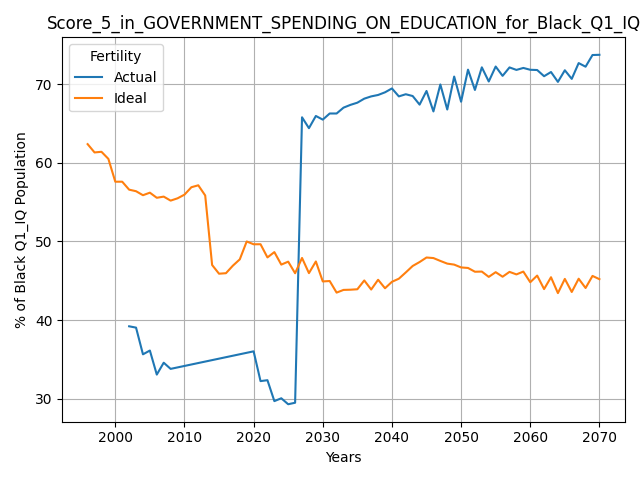 Score_5_in_GOVERNMENT_SPENDING_ON_EDUCATION_for_Black_Q1_IQ
Fertility
Actual
Ideal
% of Black Q1_IQ Population
70
60
50
40
30
2000 2010 2020 2030 2040 2050 2060 2070
Years